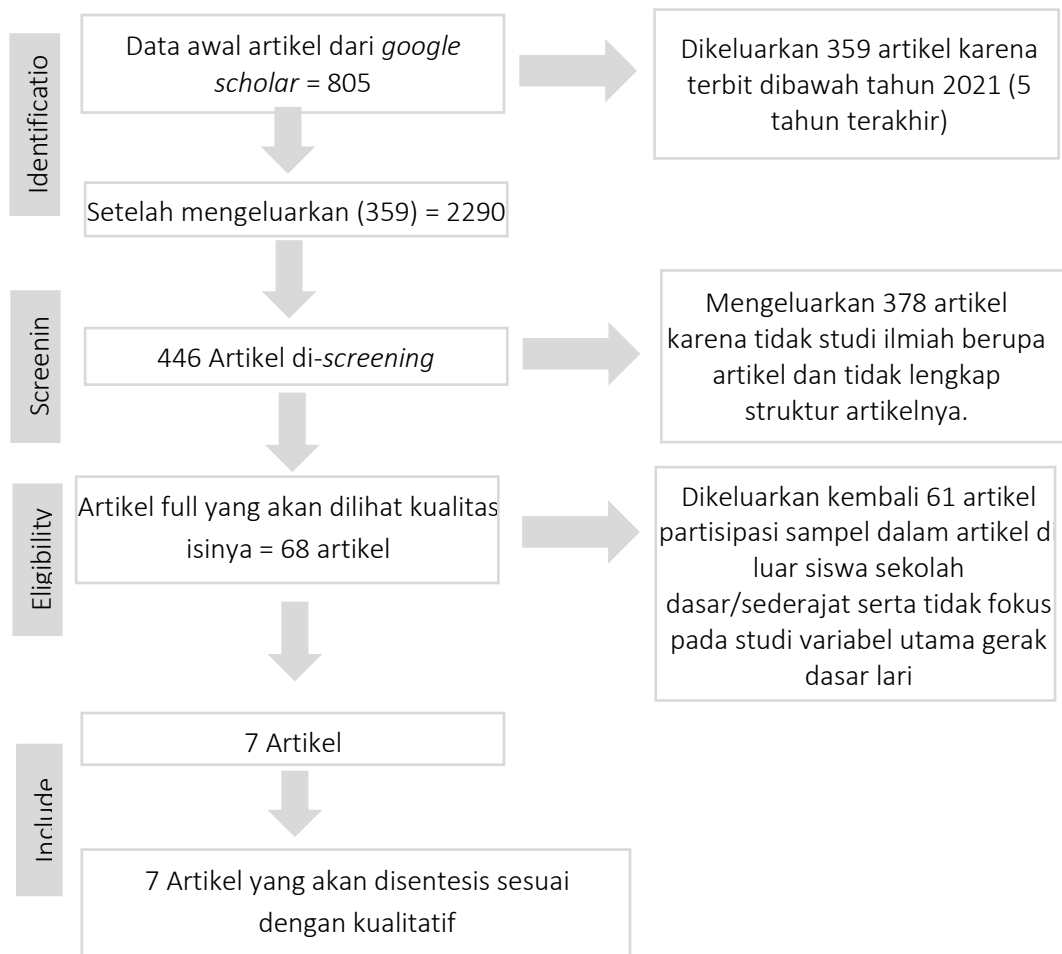 Identificatio
Data awal artikel dari google
scholar = 805
Dikeluarkan 359 artikel karena
terbit dibawah tahun 2021 (5
tahun terakhir)
Setelah mengeluarkan (359) = 2290
Screenin
446 Artikel di-screening
Mengeluarkan 378 artikel
karena tidak studi ilmiah berupa
artikel dan tidak lengkap
struktur artikelnya.
Eligibility
Artikel full yang akan dilihat kualitas
isinya = 68 artikel
Dikeluarkan kembali 61 artikel
partisipasi sampel dalam artikel di
luar siswa sekolah
dasar/sederajat serta tidak fokus
pada studi variabel utama gerak
dasar lari
Include
7 Artikel
7 Artikel yang akan disentesis sesuai
dengan kualitatif